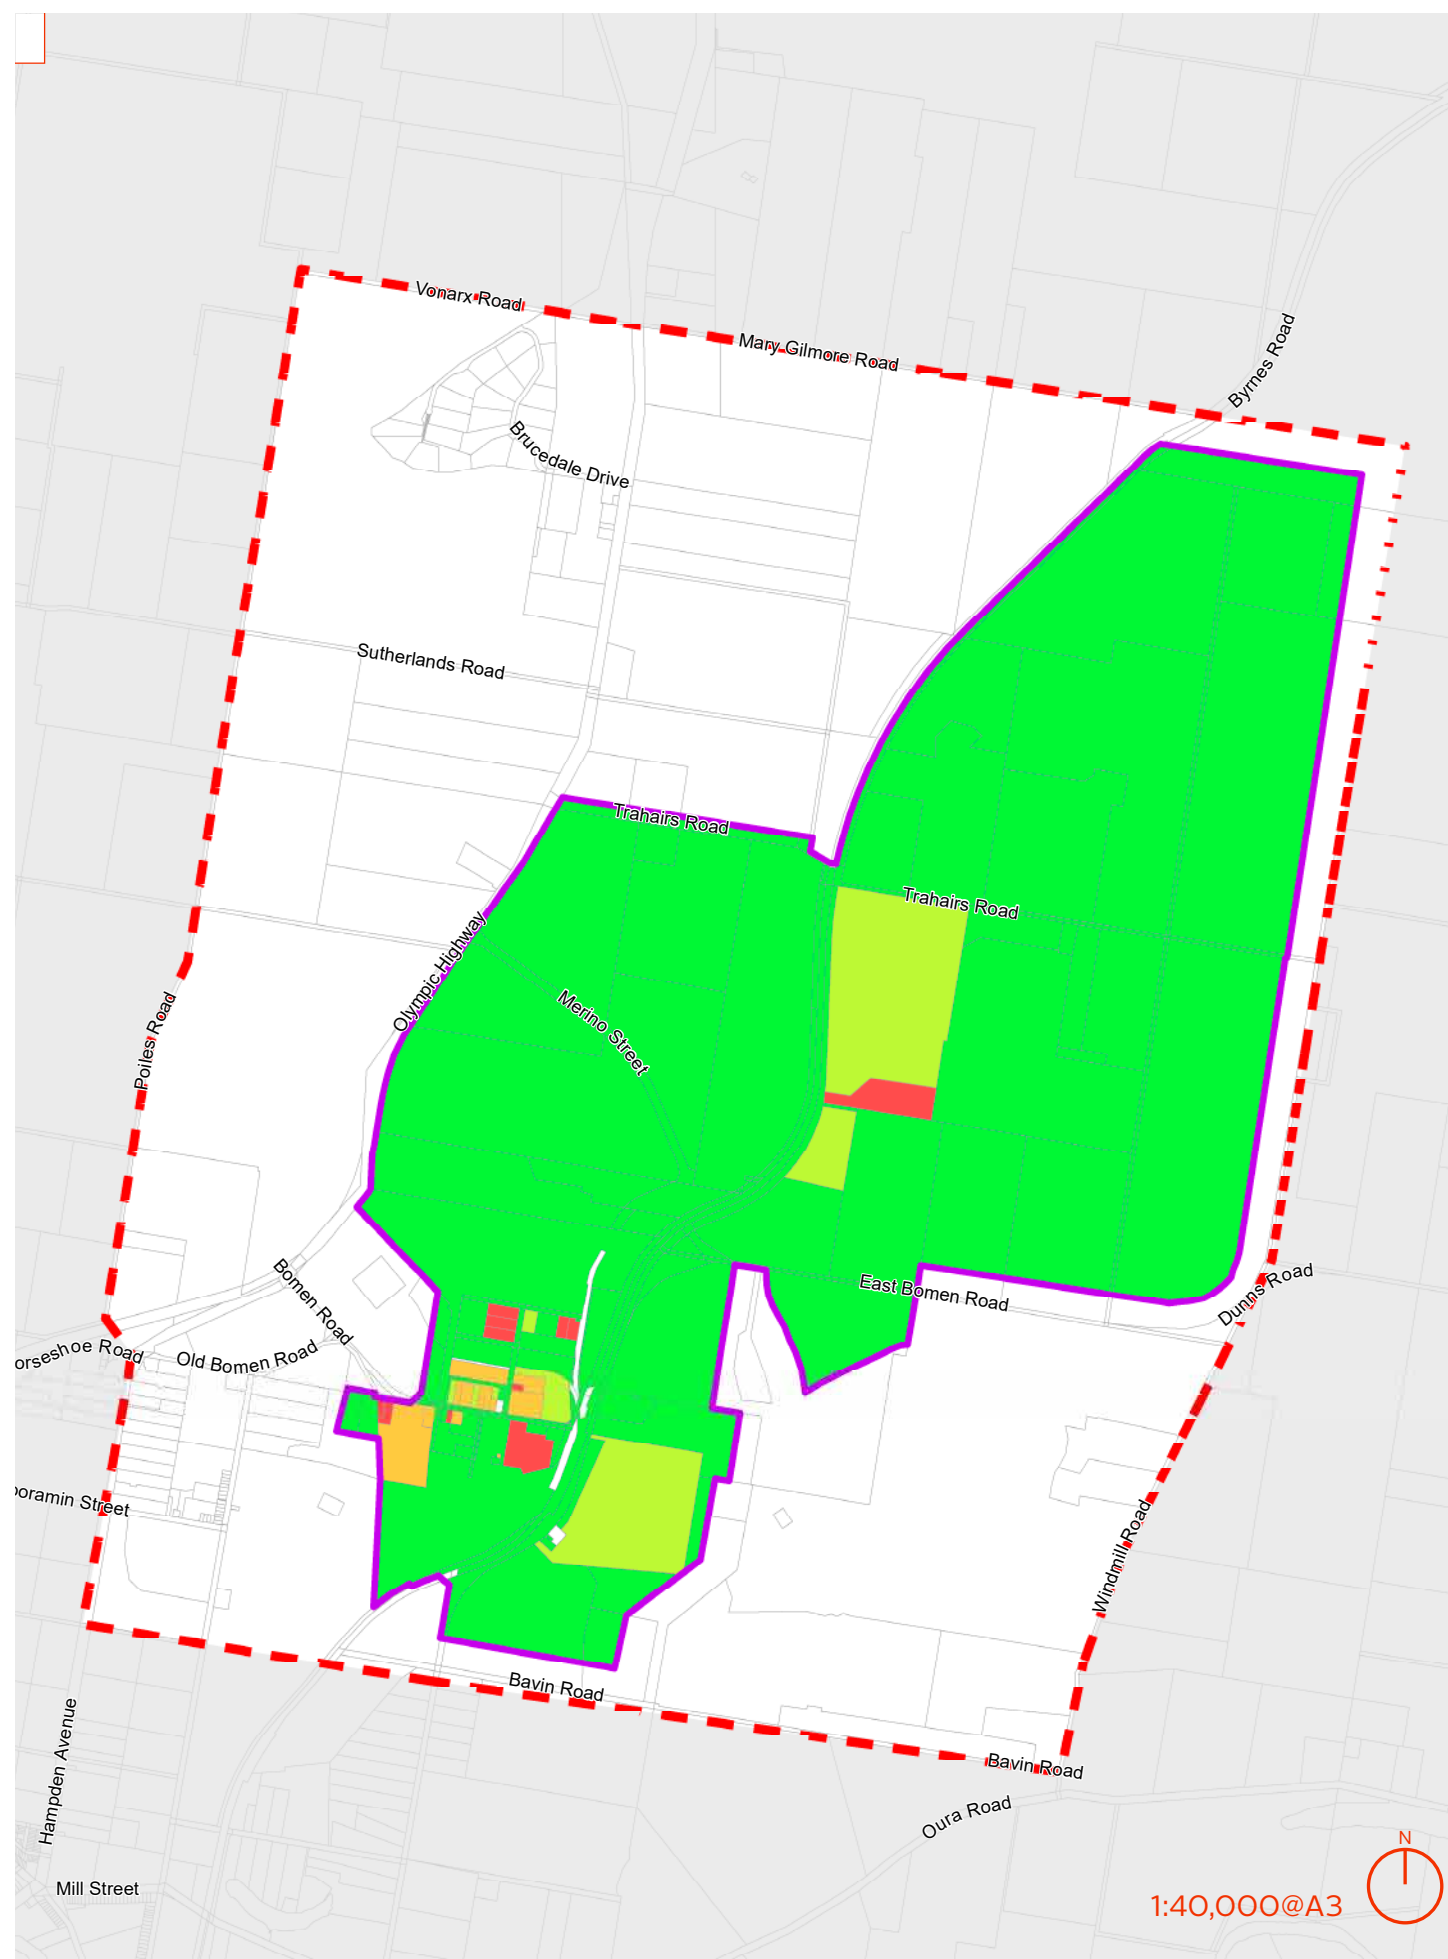 Vonarx Road
Mary Gilmore Road
Byrnes Road
Brucedale Drive
Sutherlands Road
Trahairs Road
Trahairs Road
Olympic Highway
Merino Street
Poiles Road
Bomen Road
East Bomen Road
Dunns Road
orseshoe Road
Old Bomen Road
ooramin Street
Windmill Road
Bavin Road
Hampden Avenue
Bavin Road
Oura Road
Mill Street
N
1:40,000@A3